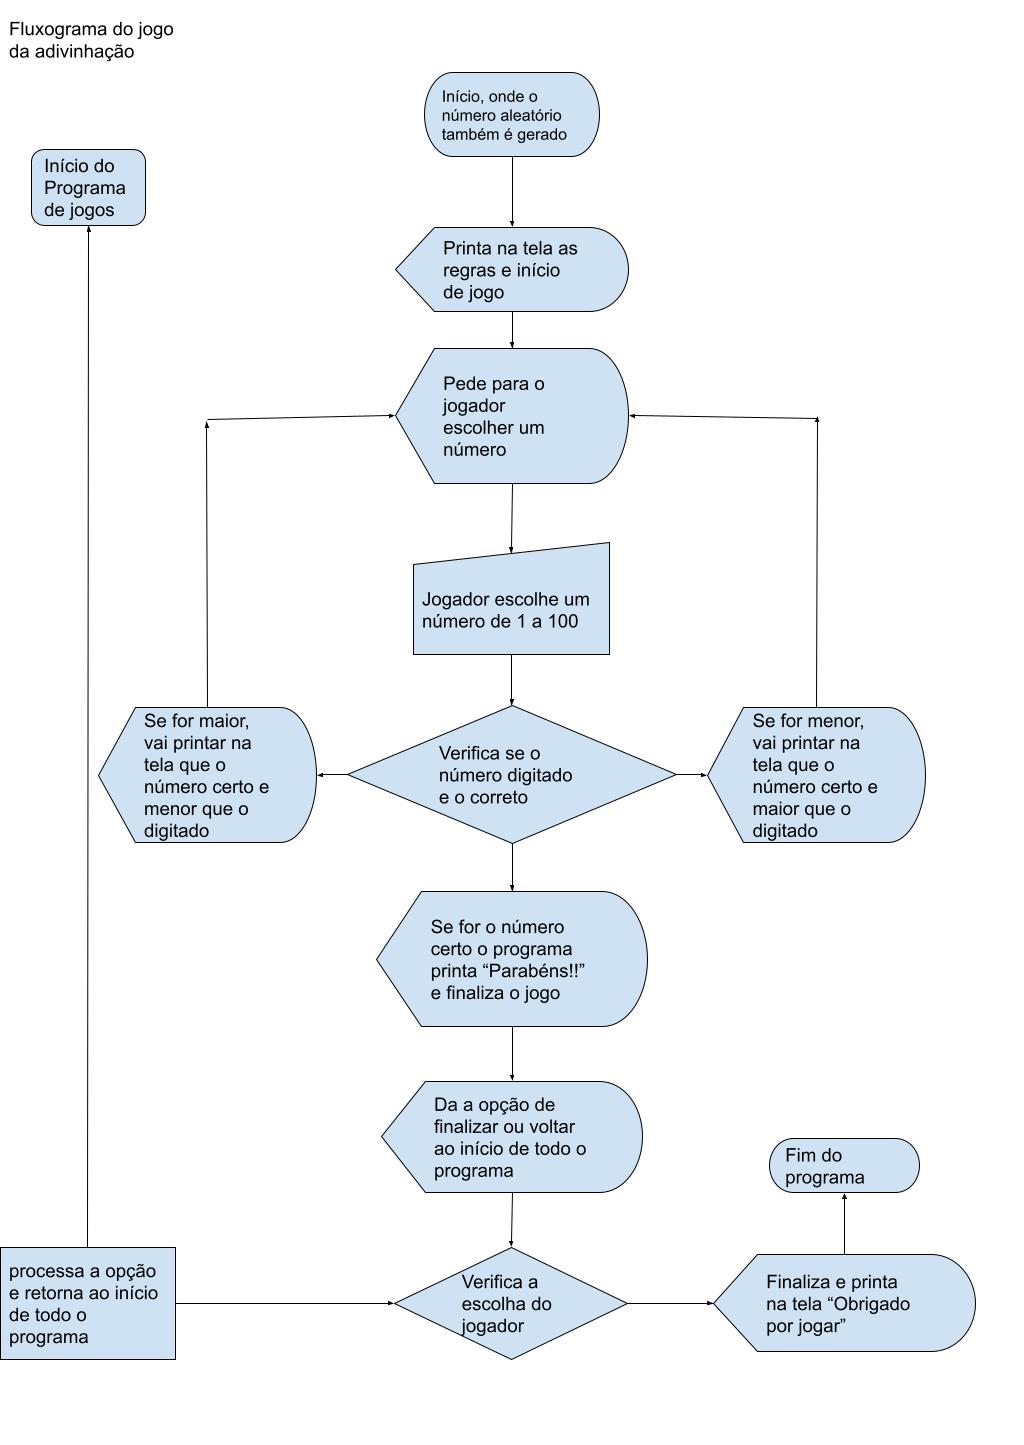 Fluxograma do jogo
da adivinhação
Início, onde o
número aleatório
também é gerado
Início do
Programa
de jogos
Printa na tela as
regras e início
de jogo
Pede para o
jogador
escolher um
número
Jogador escolhe um
número de 1 a 100
Se for maior,
vai printar na
tela que o
número certo e
menor que o
digitado
Verifica se o
número digitado
e o correto
Se for menor,
vai printar na
tela que o
número certo e
maior que o
digitado
Se for o número
certo o programa
printa “Parabéns!!”
e finaliza o jogo
Da a opção de
finalizar ou voltar
ao início de todo o
programa
Fim do
programa
processa a opção
e retorna ao início
de todo o
programa
Verifica a
escolha do
jogador
Finaliza e printa
na tela “Obrigado
por jogar”